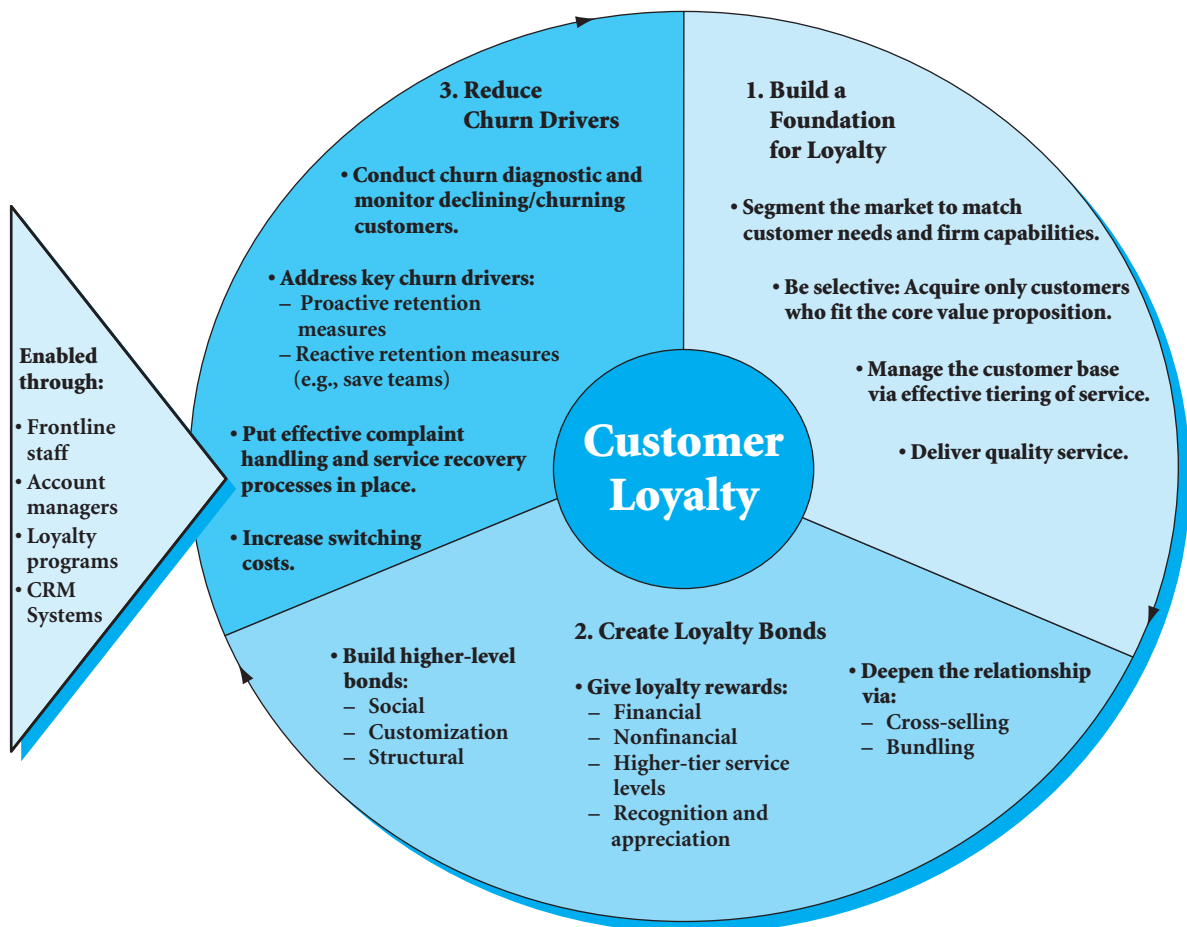 3. Reduce
Churn Drivers
• Conduct churn diagnostic and
monitor declining/churning
customers.
• Address key churn drivers:
– Proactive retention
measures
– Reactive retention measures
(e.g., save teams)
• Put effective complaint
handling and service recovery
processes in place.
• Increase switching
costs.
1. Build a
Foundation
for Loyalty
• Segment the market to match
customer needs and firm capabilities.
• Be selective: Acquire only customers
who fit the core value proposition.
• Manage the customer base
via effective tiering of service.
• Deliver quality service.
Enabled
through:
• Frontline
staff
• Account
managers
• Loyalty
programs
• CRM
Systems
Customer
Loyalty
2. Create Loyalty Bonds
• Build higher-level
bonds:
– Social
– Customization
– Structural
• Give loyalty rewards:
– Financial
– Nonfinancial
– Higher-tier service
levels
– Recognition and
appreciation
• Deepen the relationship
via:
– Cross-selling
– Bundling